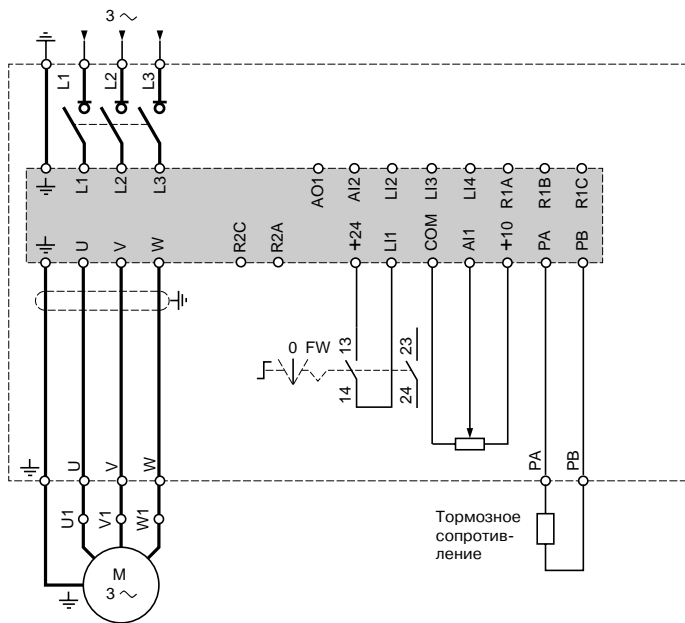 3 ~
L1 L2 L3
L1 L2 L3 AO1 AI2 LI2 LI3 LI4 R1A R1B R1C
U V W R2C R2A +24 LI1 COM AI1 +10 PA PB
0 FW 13 23
14 24
U V W PA PB
U1 V1 W1
Тормозное
сопротив-
ление
M
3 ~